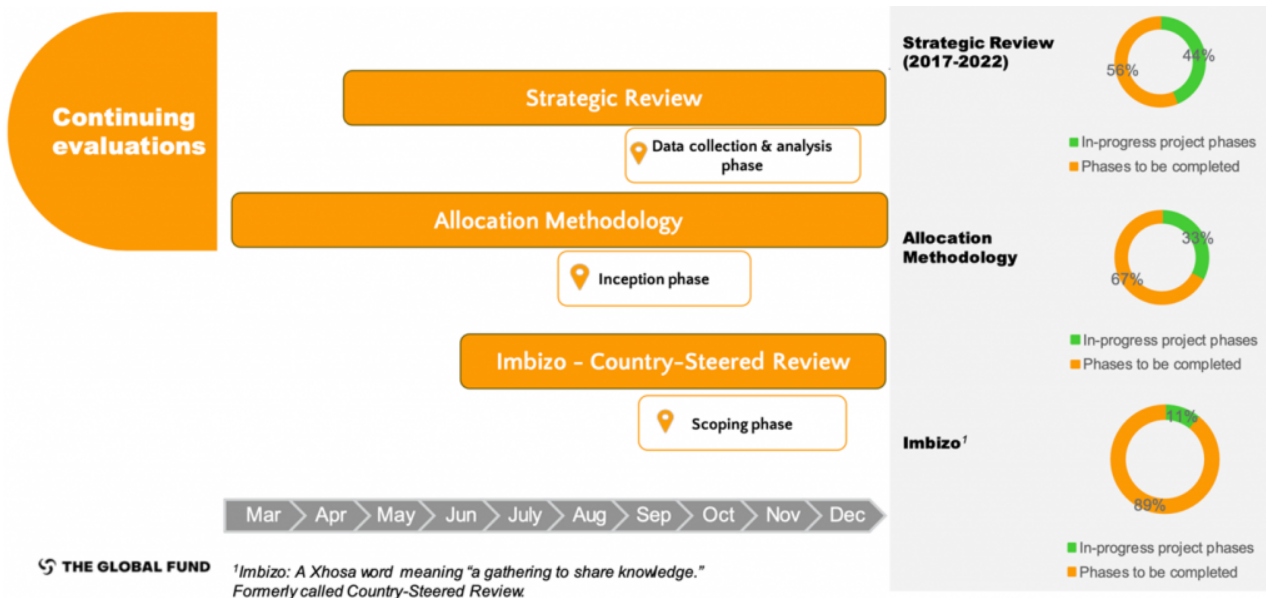 Continuing
evaluations
Strategic Review
Data collection & analysis
phase
Allocation Methodology
Inception phase
Imbizo – Country-Steered Review
Scoping phase
Mar Apr May Jun July Aug Sep Oct Nov Dec
THE GLOBAL FUND
¹Imbizo: A Xhosa word meaning “a gathering to share knowledge.”
Formerly called Country-Steered Review.
Strategic Review
(2017-2022)
44%
56%
In-progress project phases
Phases to be completed
Allocation
Methodology
33%
67%
In-progress project phases
Phases to be completed
Imbizo¹
11%
89%
In-progress project phases
Phases to be completed